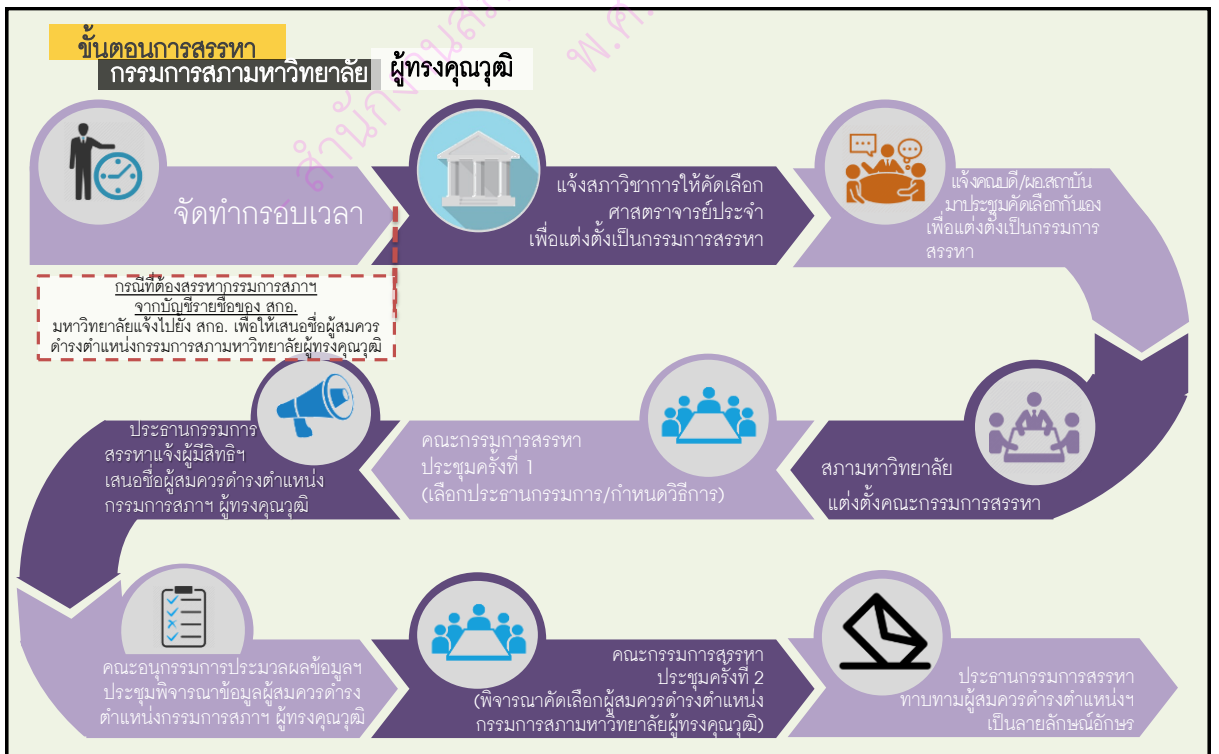 ขั้นตอนการสรรหา
กรรมการสภามหาวิทยาลัย ผู้ทรงคุณวุฒิ
จัดทำกรอบเวลา
แจ้งสภาวิชาการให้คัดเลือก
ศาสตราจารย์ประจำ
เพื่อแต่งตั้งเป็นกรรมการสรรหา
แจ้งคณบดี/ผอ.สถาบัน
มาประชุมคัดเลือกกันเอง
เพื่อแต่งตั้งเป็นกรรมการ
สรรหา
กรณีที่ต้องสรรหากรรมการสภาฯ
จากบัญชีรายชื่อของ สกอ.
มหาวิทยาลัยแจ้งไปยัง สกอ. เพื่อให้เสนอชื่อผู้สมควร
ดำรงตำแหน่งกรรมการสภามหาวิทยาลัยผู้ทรงคุณวุฒิ
สภามหาวิทยาลัย
แต่งตั้งคณะกรรมการสรรหา
คณะกรรมการสรรหา
ประชุมครั้งที่ 1
(เลือกประธานกรรมการ/กำหนดวิธีการ)
ประธานกรรมการ
สรรหาแจ้งผู้มีสิทธิฯ
เสนอชื่อผู้สมควรดำรงตำแหน่ง
กรรมการสภาฯ ผู้ทรงคุณวุฒิ
คณะอนุกรรมการประมวลผลข้อมูลฯ
ประชุมพิจารณาข้อมูลผู้สมควรดำรง
ตำแหน่งกรรมการสภาฯ ผู้ทรงคุณวุฒิ
คณะกรรมการสรรหา
ประชุมครั้งที่ 2
(พิจารณาคัดเลือกผู้สมควรดำรงตำแหน่ง
กรรมการสภามหาวิทยาลัยผู้ทรงคุณวุฒิ)
ประธานกรรมการสรรหา
ทาบทามผู้สมควรดำรงตำแหน่งฯ
เป็นลายลักษณ์อักษร
สำนักงานสภ
พ.ศ.